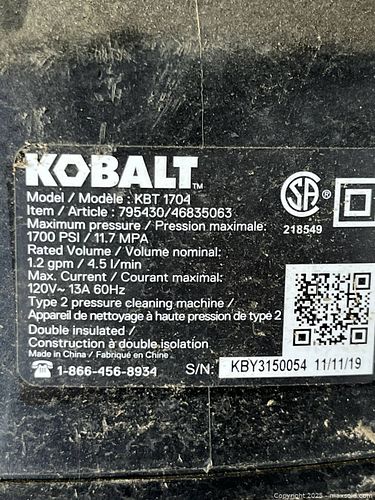 KOBALT™
Model / Modèle : KBT 1704
Item / Article : 795430/46835063
Maximum pressure / Pression maximale:
1700 PSI / 11.7 MPA
Rated Volume / Volume nominal:
1.2 gpm / 4.5 l/min
Max. Current / Courant maximal:
120V~ 13A 60Hz
Type 2 pressure cleaning machine /
Appareil de nettoyage à haute pression de type 2
Double insulated /
Construction à double isolation
Made in China / Fabriqué en Chine
☎ 1-866-456-8934
SA ®
218549
S/N: KBY3150054 11/11/19
Copyright 2025 - maxsold.com